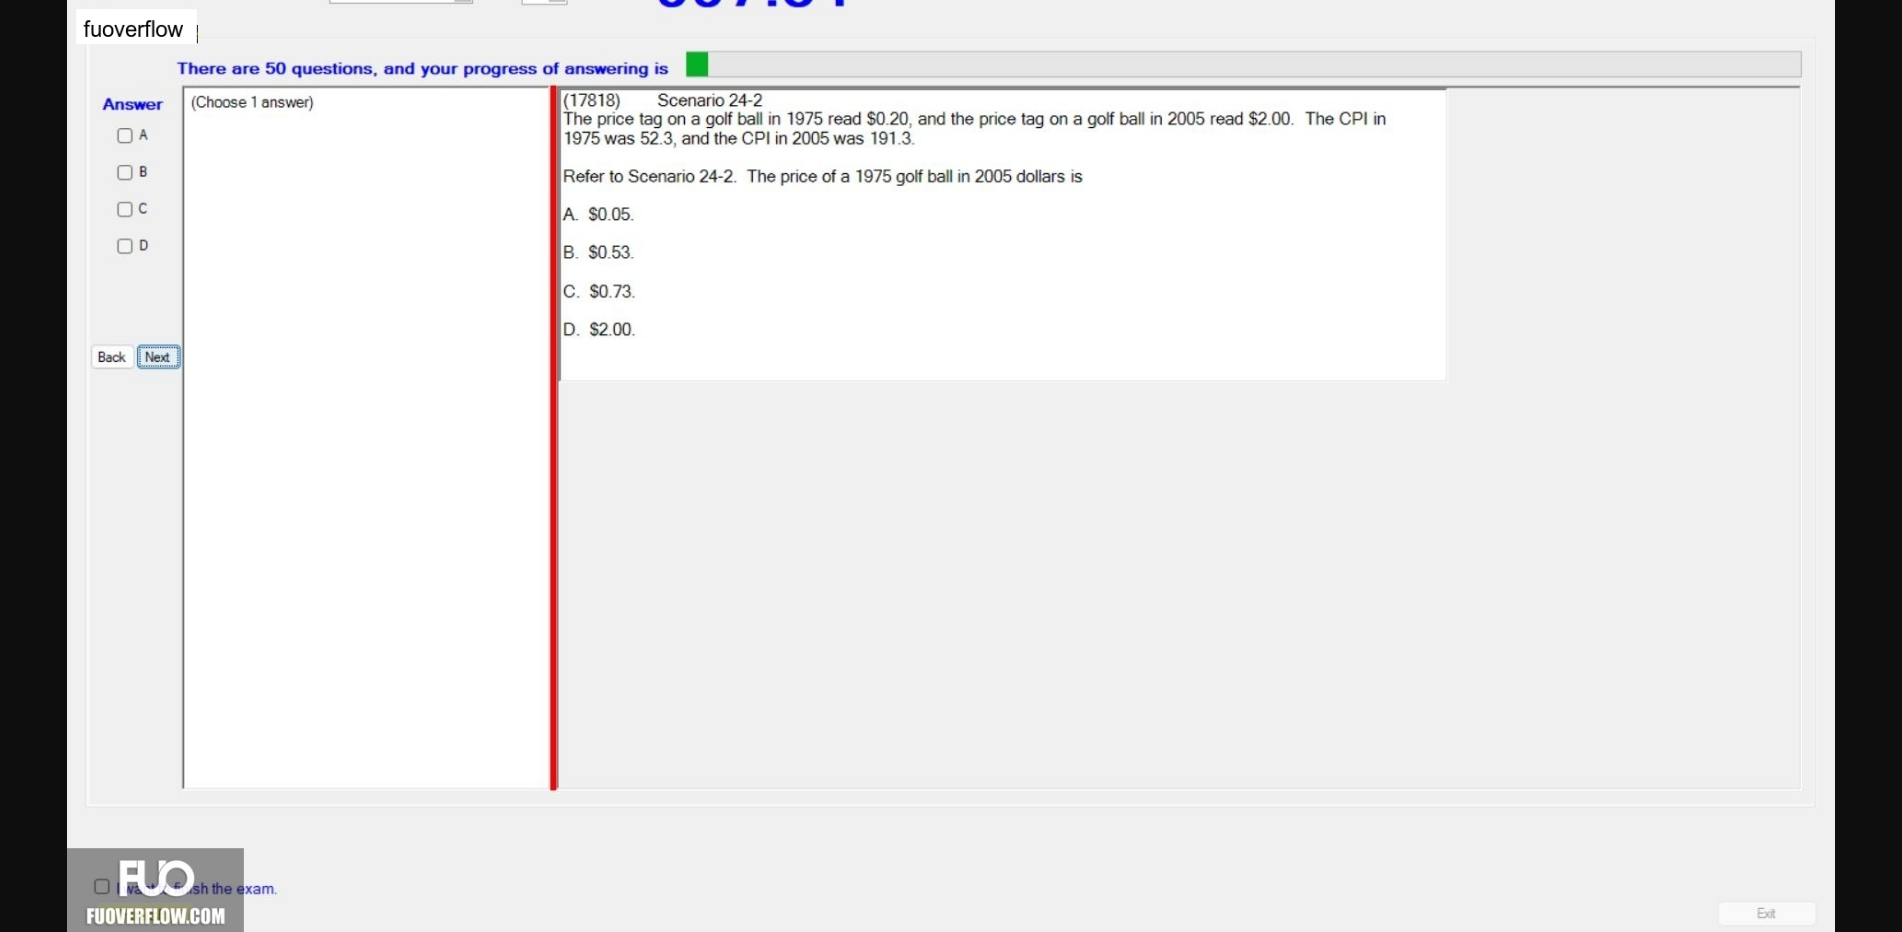 fuoverflow
There are 50 questions, and your progress of answering is
Answer
(Choose 1 answer)
A
B
C
D
Back Next
(17818) Scenario 24-2
The price tag on a golf ball in 1975 read $0.20, and the price tag on a golf ball in 2005 read $2.00. The CPI in
1975 was 52.3, and the CPI in 2005 was 191.3.
Refer to Scenario 24-2. The price of a 1975 golf ball in 2005 dollars is
A. $0.05.
B. $0.53.
C. $0.73.
D. $2.00.
FUO
sh the exam.
FUOVERFLOW.COM
Exit